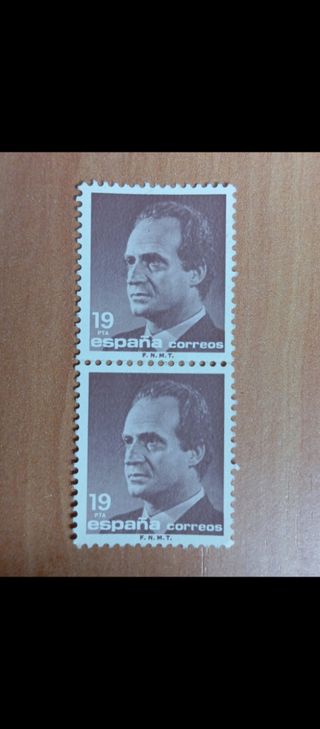 19
PTA
españa correos
F. N. M. T.
19
PTA
españa correos
F. N. M. T.